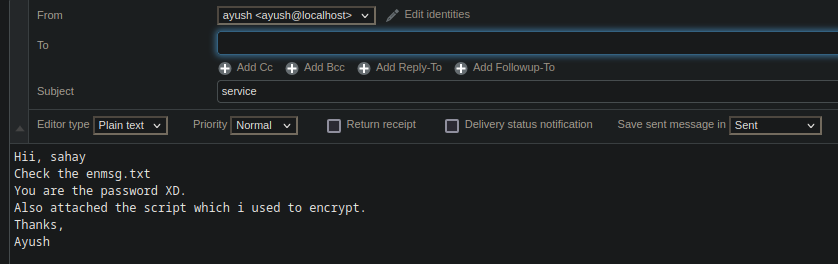 From ayush <ayush@localhost> Edit identities
To
Add Cc Add Bcc Add Reply-To Add Followup-To
Subject service
Editor type Plain text Priority Normal Return receipt Delivery status notification Save sent message in Sent
Hii, sahay
Check the enmsg.txt
You are the password XD.
Also attached the script which i used to encrypt.
Thanks,
Ayush